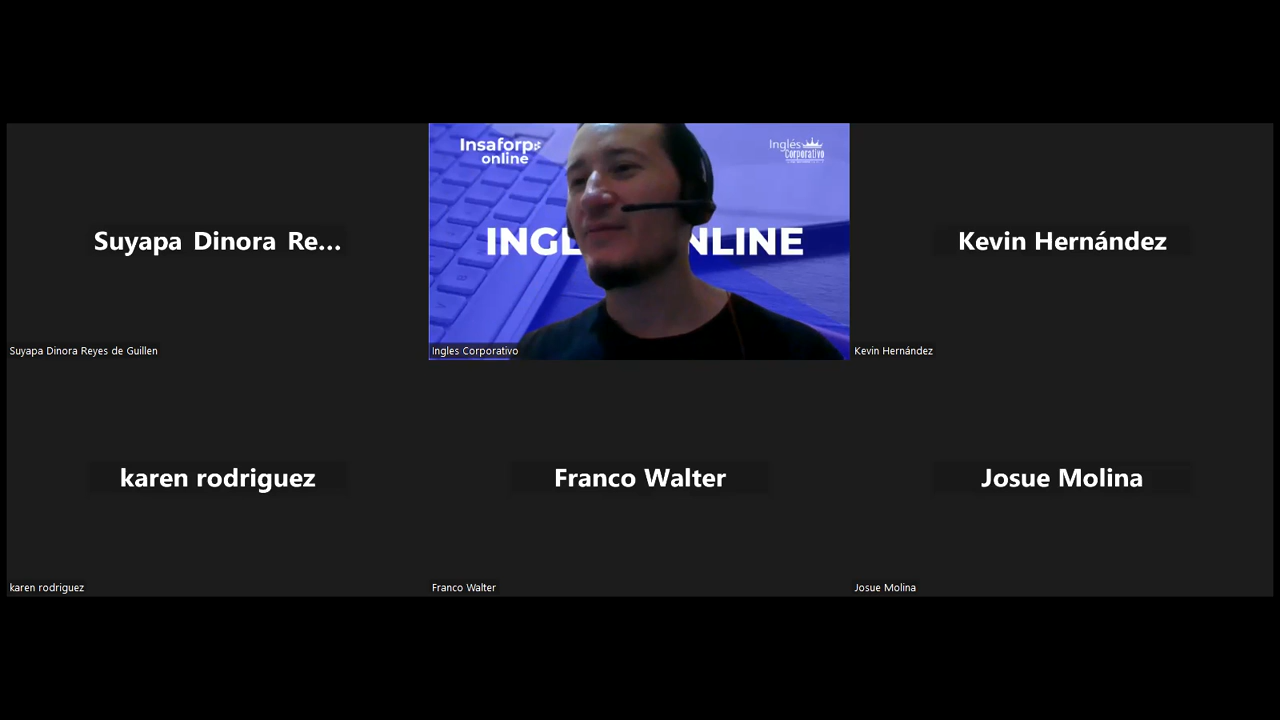 Suyapa Dinora Re...
Suyapa Dinora Reyes de Guillen
Insaforp
online
Inglés
Corporativo
INGL NLINE
Ingles Corporativo
Kevin Hernández
Kevin Hernández
karen rodriguez
karen rodriguez
Franco Walter
Franco Walter
Josue Molina
Josue Molina